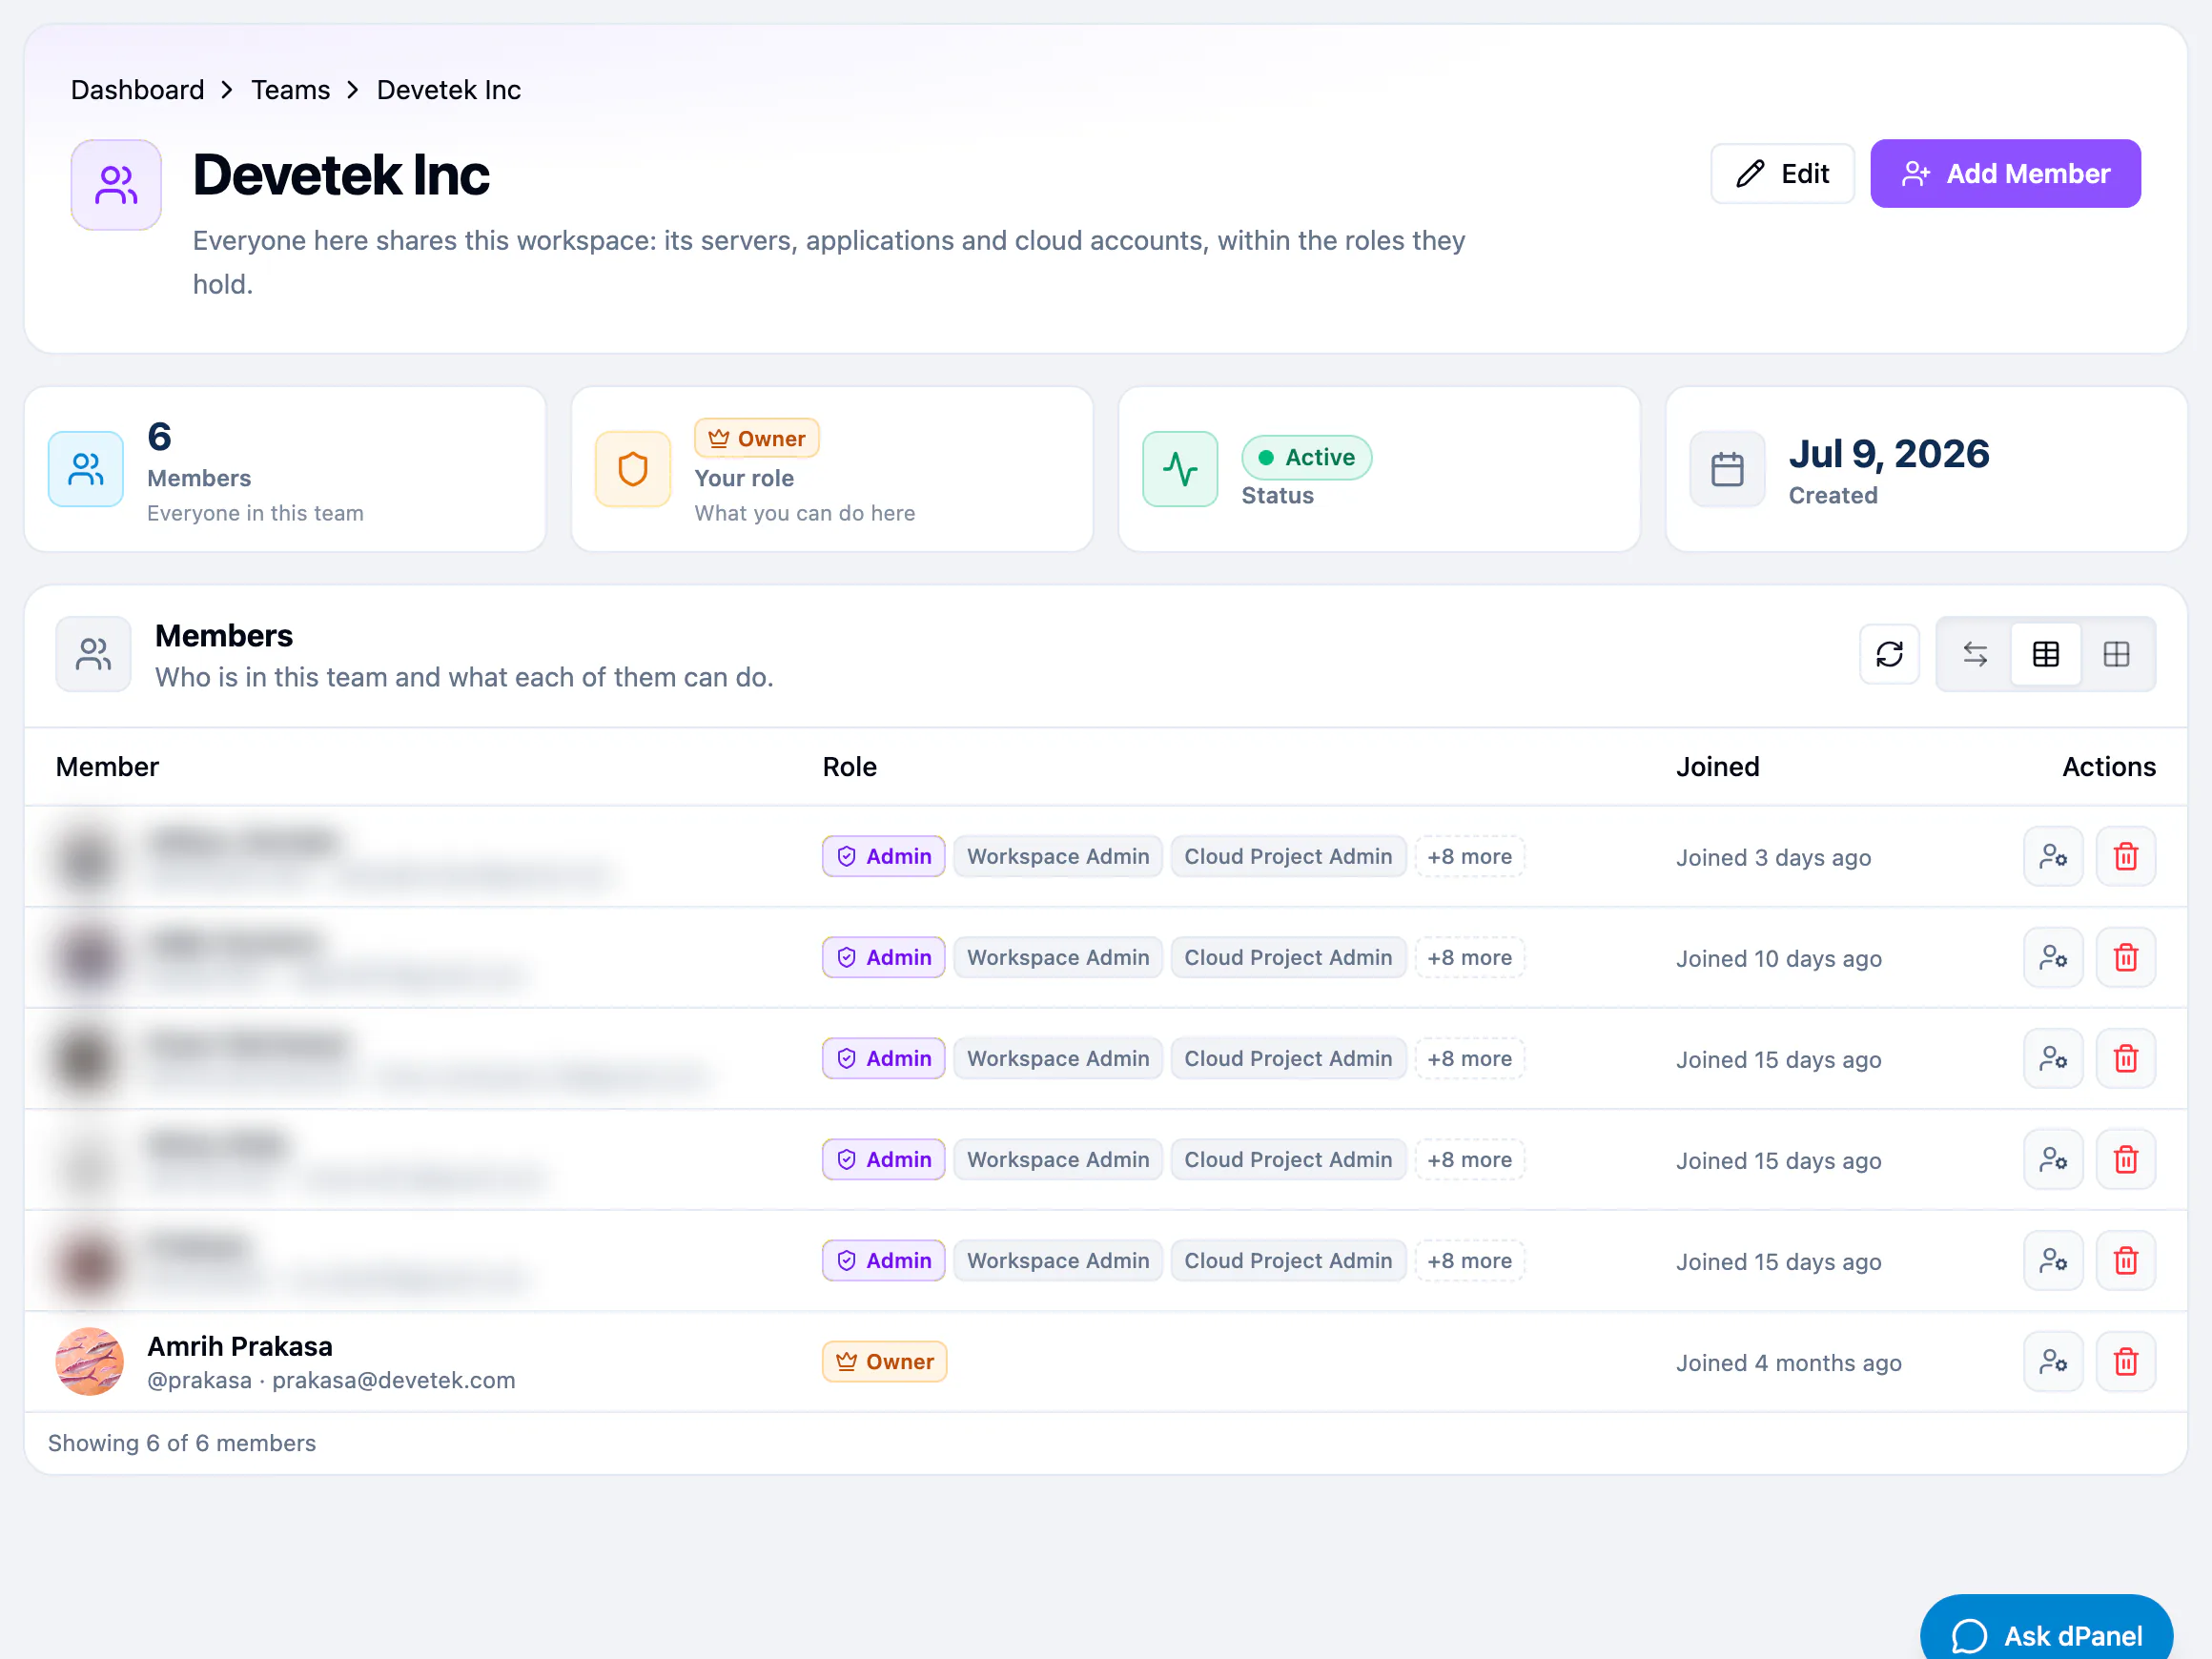 Dashboard > Teams > Devetek Inc
Devetek Inc
Edit
Add Member
Everyone here shares this workspace: its servers, applications and cloud accounts, within the roles they
hold.
6
Members
Everyone in this team
Owner
Your role
What you can do here
Active
Status
Jul 9, 2026
Created
Members
Who is in this team and what each of them can do.
Member Role Joined Actions
Admin Workspace Admin Cloud Project Admin +8 more Joined 3 days ago
Admin Workspace Admin Cloud Project Admin +8 more Joined 10 days ago
Admin Workspace Admin Cloud Project Admin +8 more Joined 15 days ago
Admin Workspace Admin Cloud Project Admin +8 more Joined 15 days ago
Admin Workspace Admin Cloud Project Admin +8 more Joined 15 days ago
Amrih Prakasa
@prakasa · prakasa@devetek.com
Owner
Joined 4 months ago
Showing 6 of 6 members
Ask dPanel